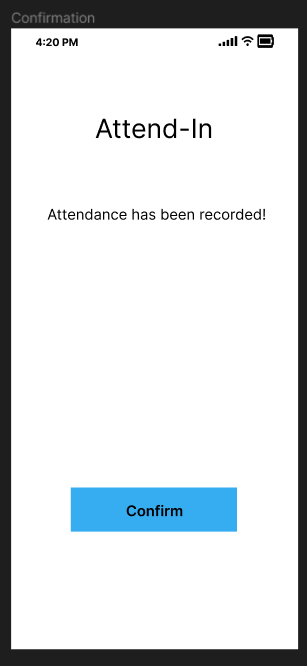 Confirmation
4:20 PM
Attend-In
Attendance has been recorded!
Confirm